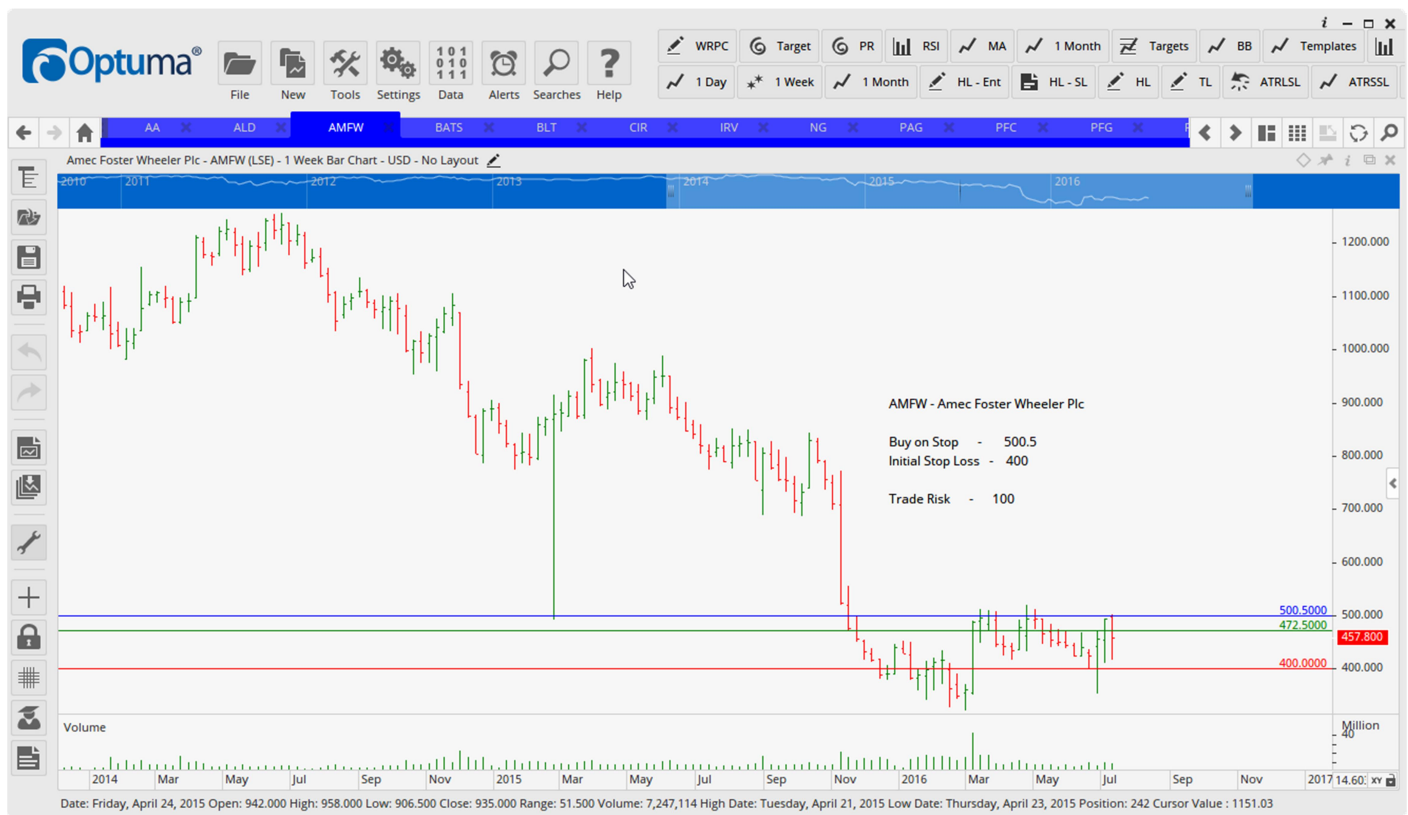 Optuma®
File
New
Tools
Settings
101
010
111
Data
Alerts
Searches
?
Help
i
WRPC
Target
PR
RSI
MA
1 Month
Targets
BB
Templates
1 Day
1 Week
1 Month
HL - Ent
HL - SL
HL
TL
ATRLSL
ATRSSL
AA
ALD
AMFW
BATS
BLT
CIR
IRV
NG
PAG
PFC
PFG
Amec Foster Wheeler Plc - AMFW (LSE) - 1 Week Bar Chart - USD - No Layout
i
2010
2011
2012
2013
2014
2015
2016
1200.000
1100.000
1000.000
900.000
800.000
700.000
600.000
500.000
400.000
AMFW - Amec Foster Wheeler Plc
Buy on Stop - 500.5
Initial Stop Loss - 400
Trade Risk - 100
500.5000
472.5000
457.800
400.0000
Volume
Million
40
2014 Mar May Jul Sep Nov 2015 Mar May Jul Sep Nov 2016 Mar May Jul Sep Nov 2017 14.60: XY
Date: Friday, April 24, 2015 Open: 942.000 High: 958.000 Low: 906.500 Close: 935.000 Range: 51.500 Volume: 7,247,114 High Date: Tuesday, April 21, 2015 Low Date: Thursday, April 23, 2015 Position: 242 Cursor Value : 1151.03